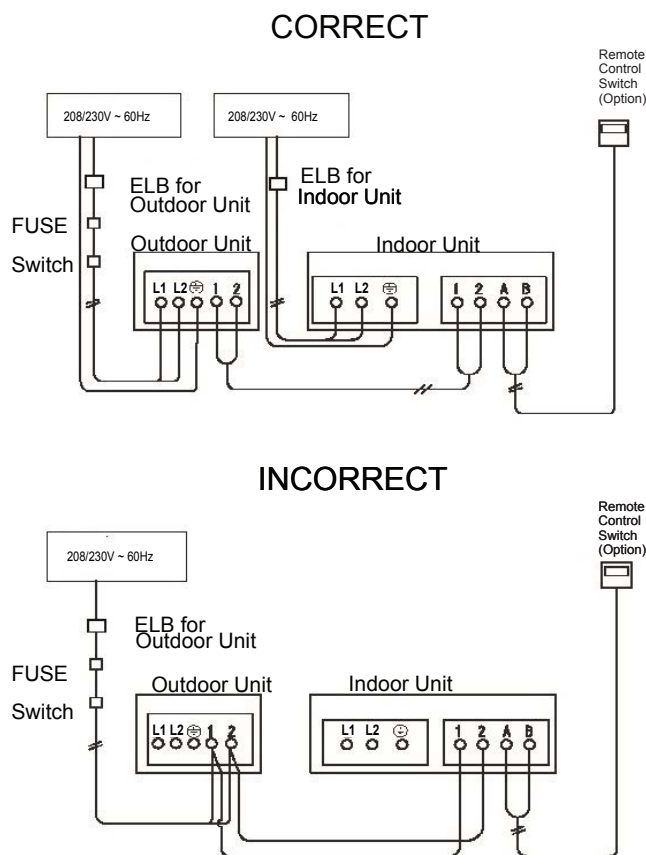 CORRECT
Remote
Control
Switch
(Option)
208/230V ~ 60Hz
208/230V ~ 60Hz
ELB for
Outdoor Unit
ELB for
Indoor Unit
FUSE
Switch
Outdoor Unit
Indoor Unit
L1 L2 1 2
L1 L2
1 2 A B
INCORRECT
Remote
Control
Switch
(Option)
208/230V ~ 60Hz
ELB for
Outdoor Unit
FUSE
Switch
Outdoor Unit
Indoor Unit
L1 L2 1 2
L1 L2
1 2 A B